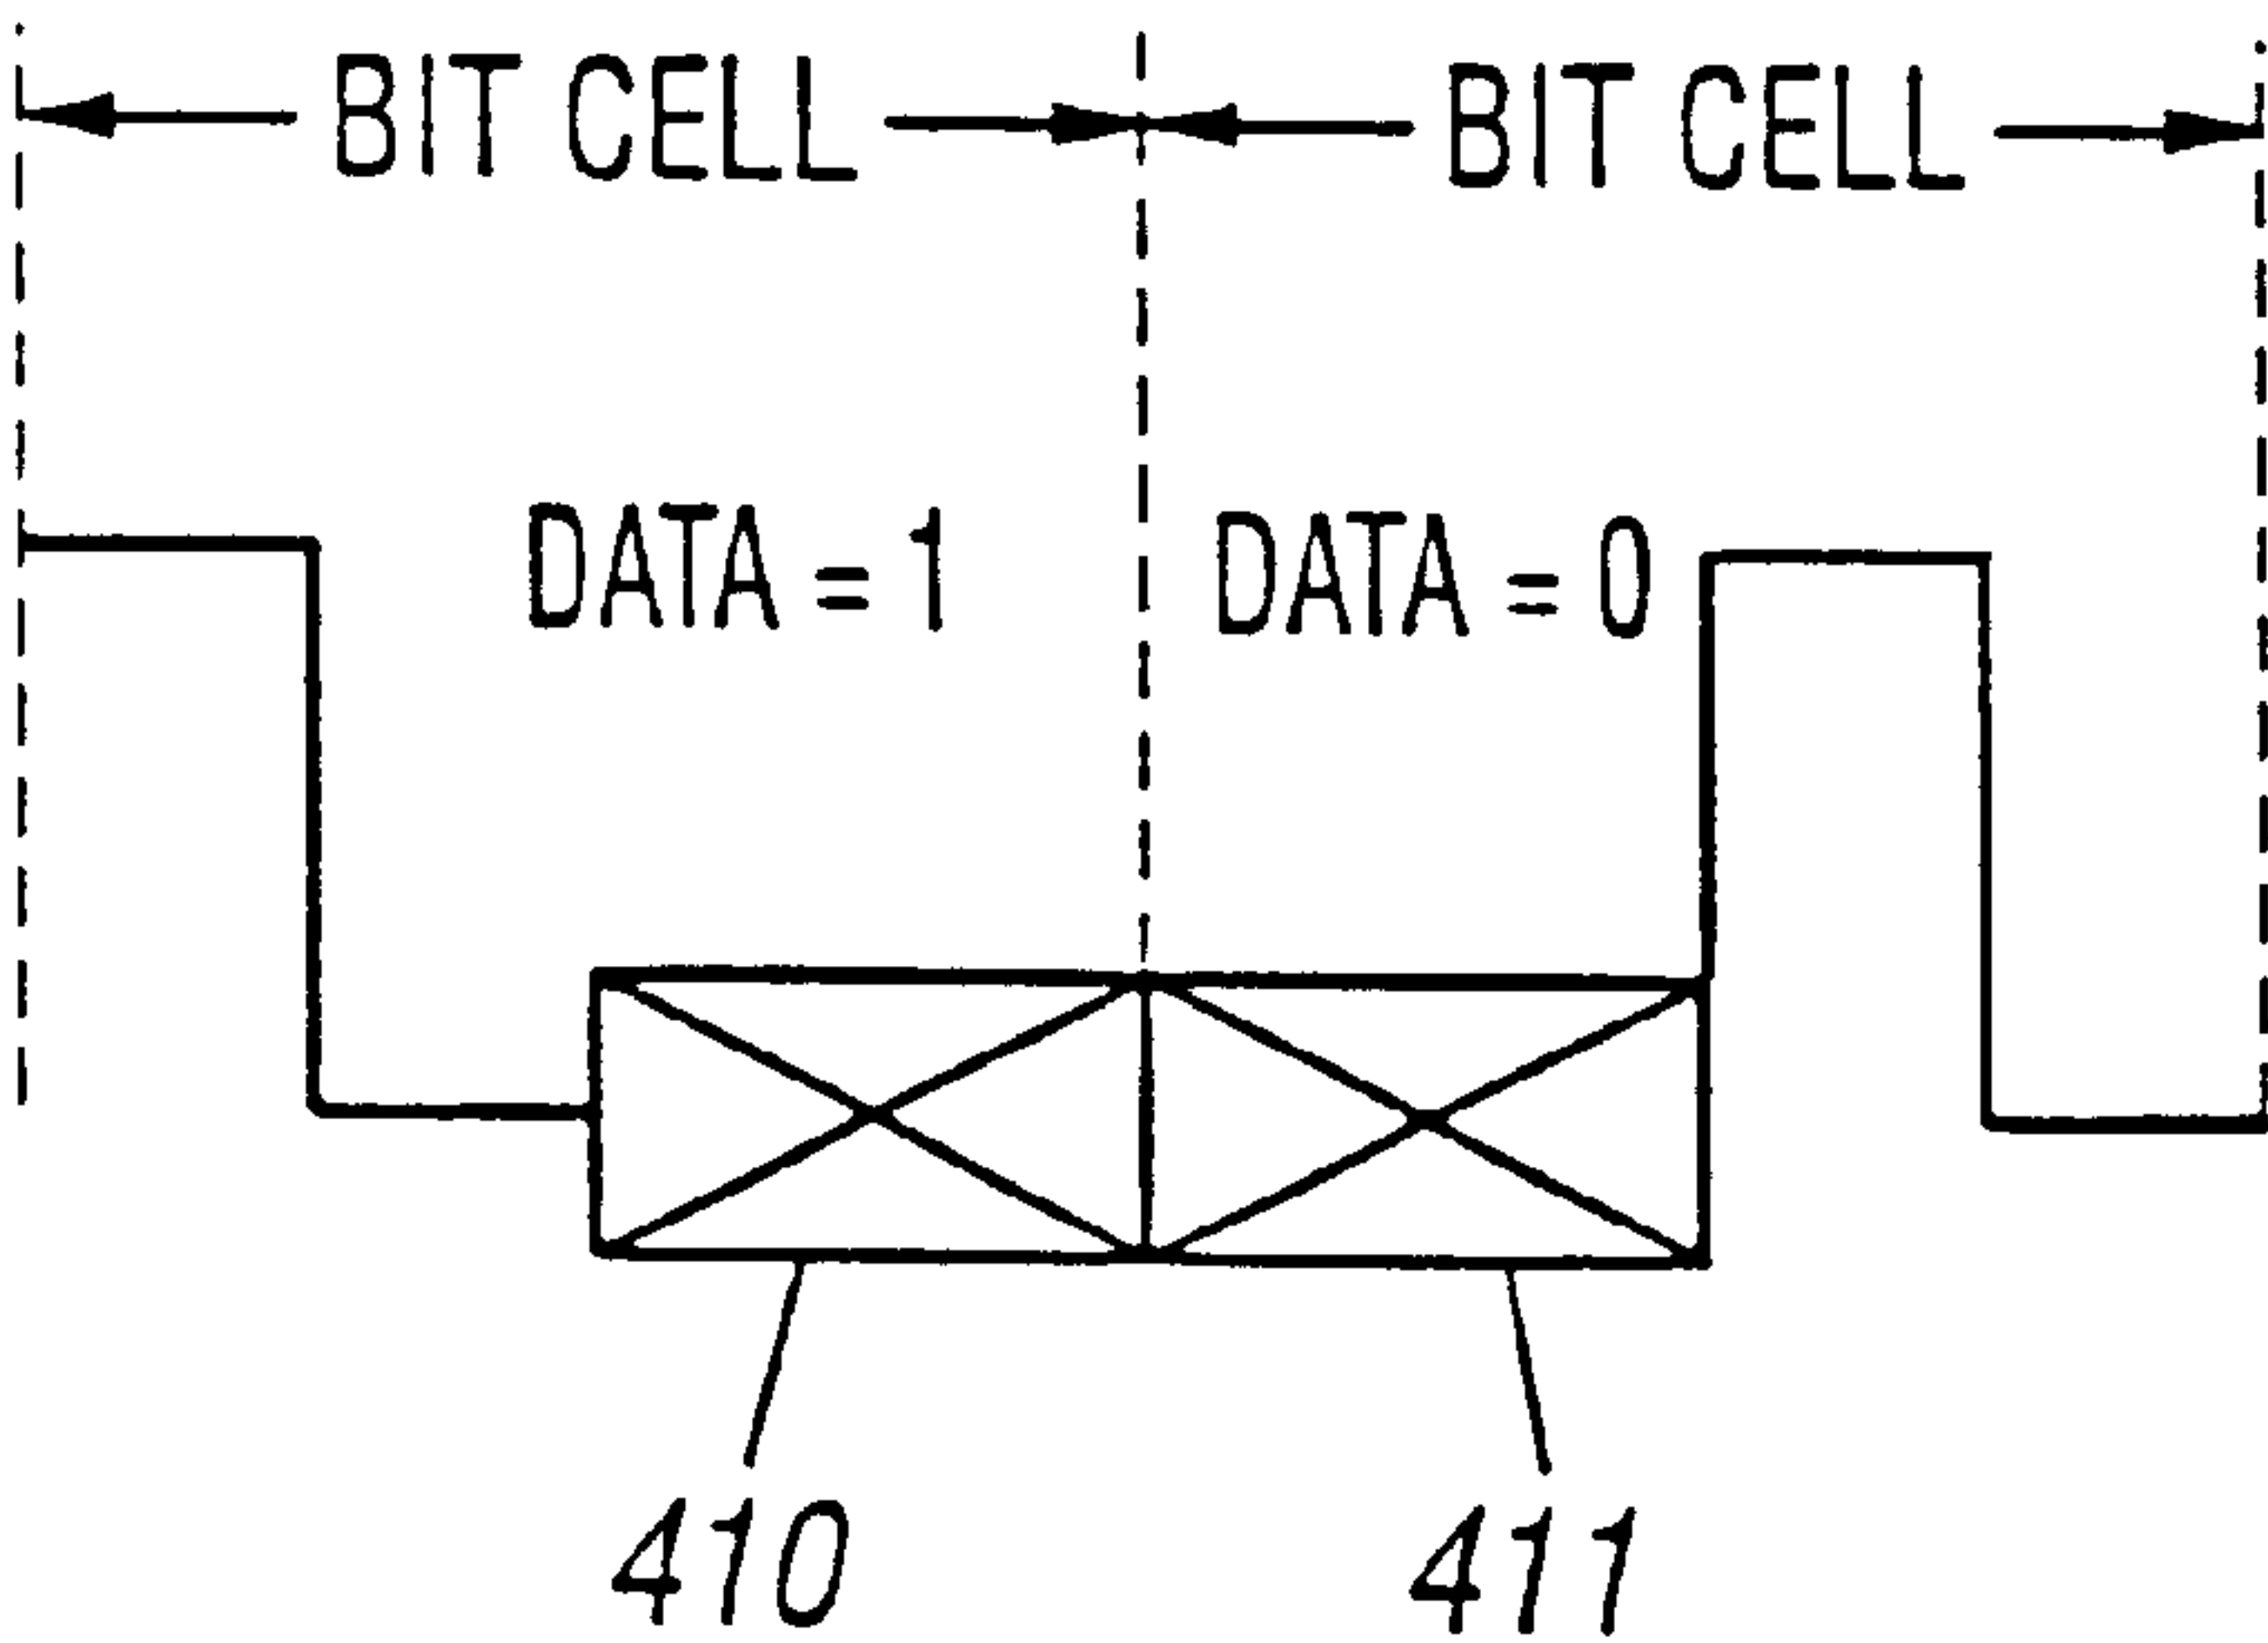 BIT CELL BIT CELL
DATA = 1 DATA = 0
410 411